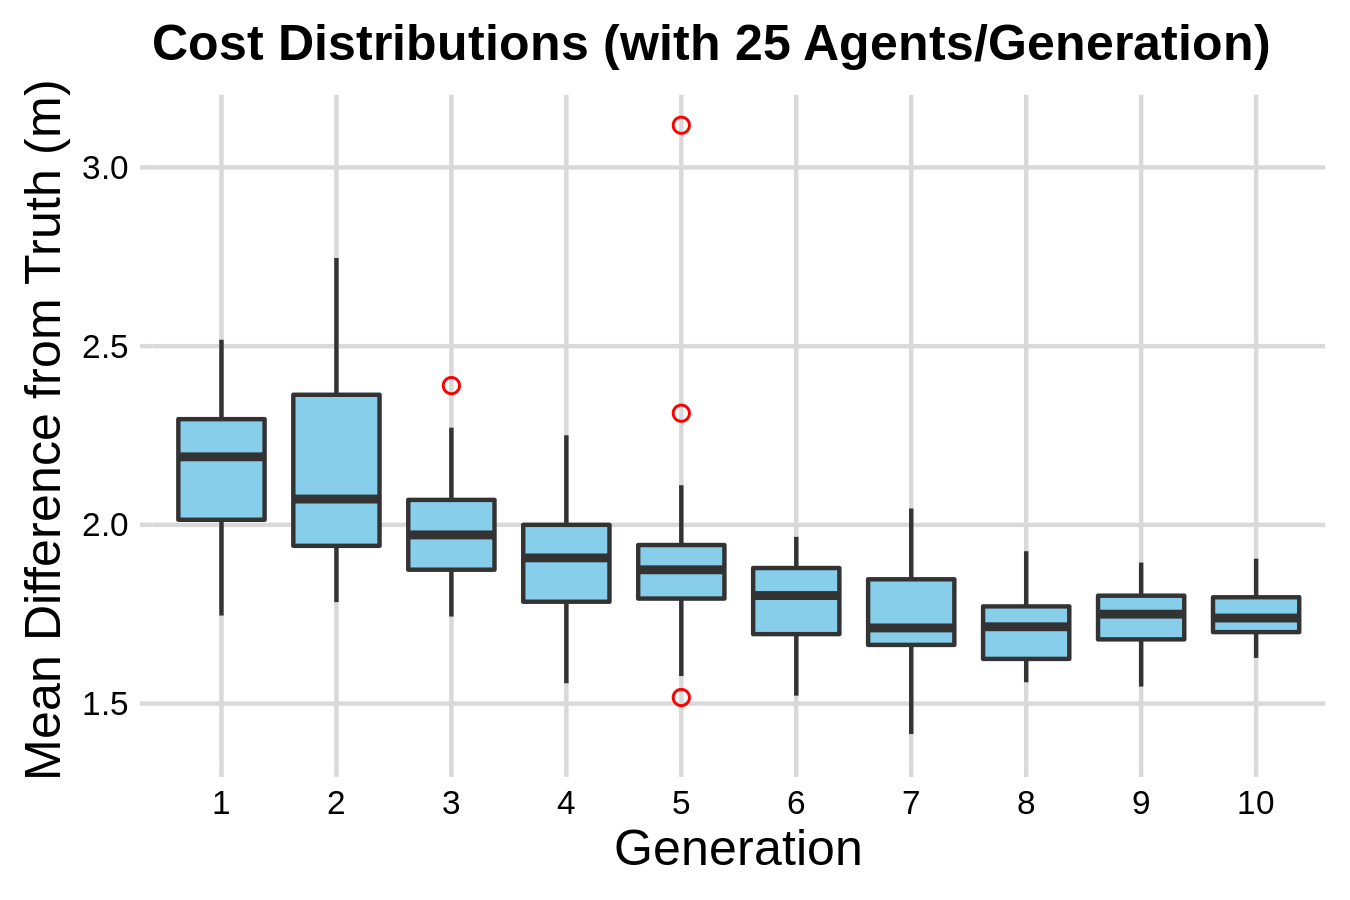 Cost Distributions (with 25 Agents/Generation)
Mean Difference from Truth (m)
3.0
2.5
2.0
1.5
1 2 3 4 5 6 7 8 9 10
Generation